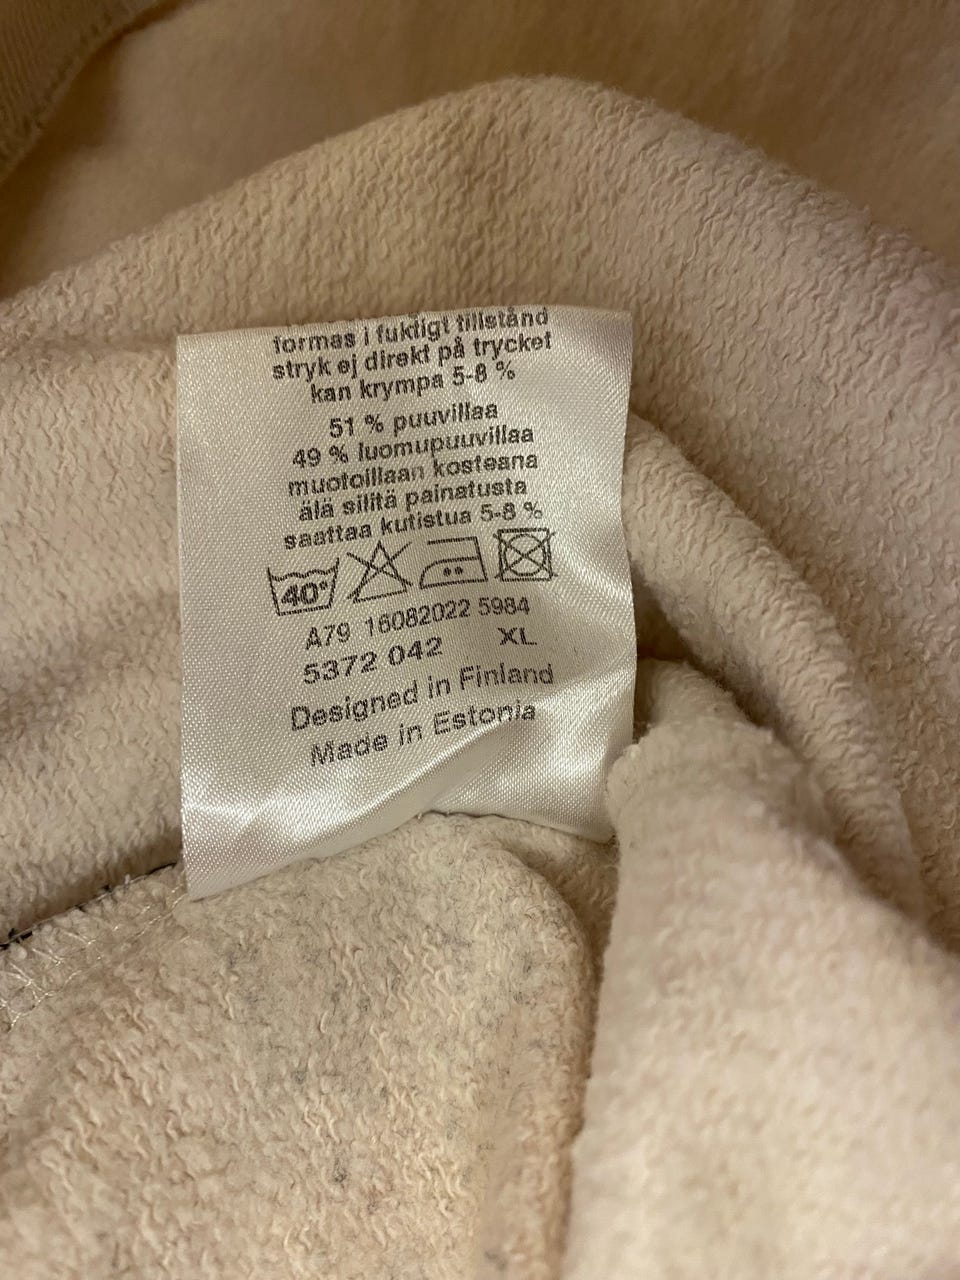 formas i fuktigt tillstånd
stryk ej direkt på trycket
kan krympa 5-8 %
51 % puuvillaa
49 % luomupuuvillaa
muotoillaan kosteana
älä silitä painatusta
saattaa kutistua 5-8 %
40°
A79 16082022 5984
5372 042 XL
Designed in Finland
Made in Estonia